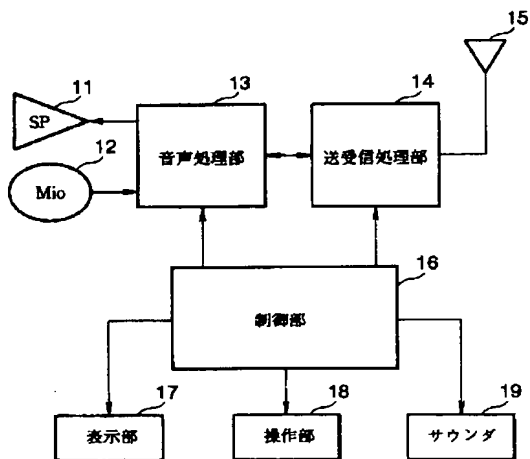 15
11
13
14
SP
12
音声処理部
送受信処理部
Mio
16
制御部
17
18
19
表示部
操作部
サウンダ